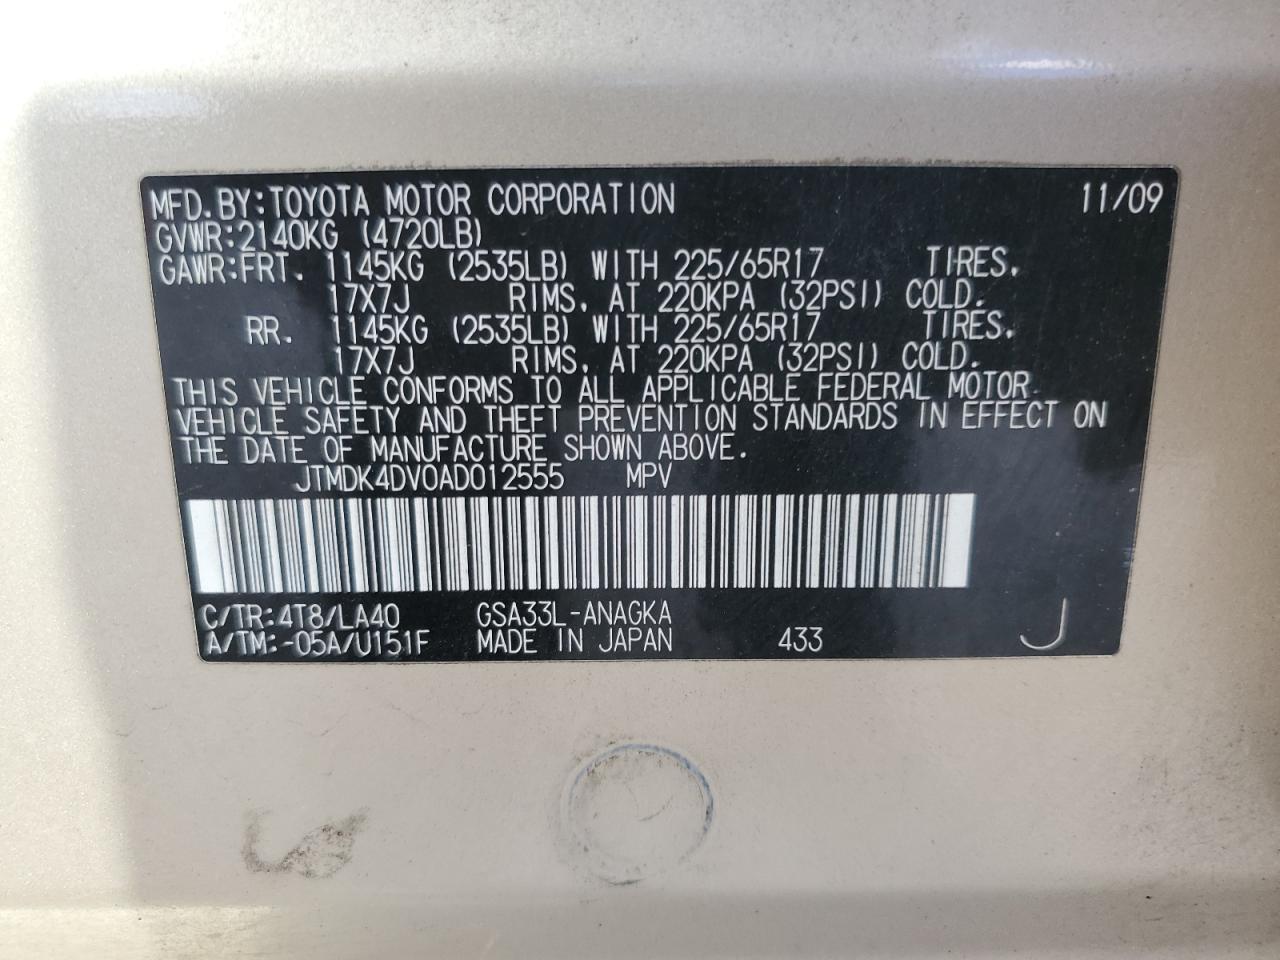 MFD.BY:TOYOTA MOTOR CORPORATION 11/09
GVWR:2140KG (4720LB)
GAWR:FRT. 1145KG (2535LB) WITH 225/65R17 TIRES,
17X7J RIMS, AT 220KPA (32PSI) COLD.
RR. 1145KG (2535LB) WITH 225/65R17 TIRES,
17X7J RIMS, AT 220KPA (32PSI) COLD.
THIS VEHICLE CONFORMS TO ALL APPLICABLE FEDERAL MOTOR
VEHICLE SAFETY AND THEFT PREVENTION STANDARDS IN EFFECT ON
THE DATE OF MANUFACTURE SHOWN ABOVE.
JTMDK4DV0AD012555 MPV
C/TR:4T8/LA40 GSA33L-ANAGKA
A/TM:-05A/U151F MADE IN JAPAN 433 J